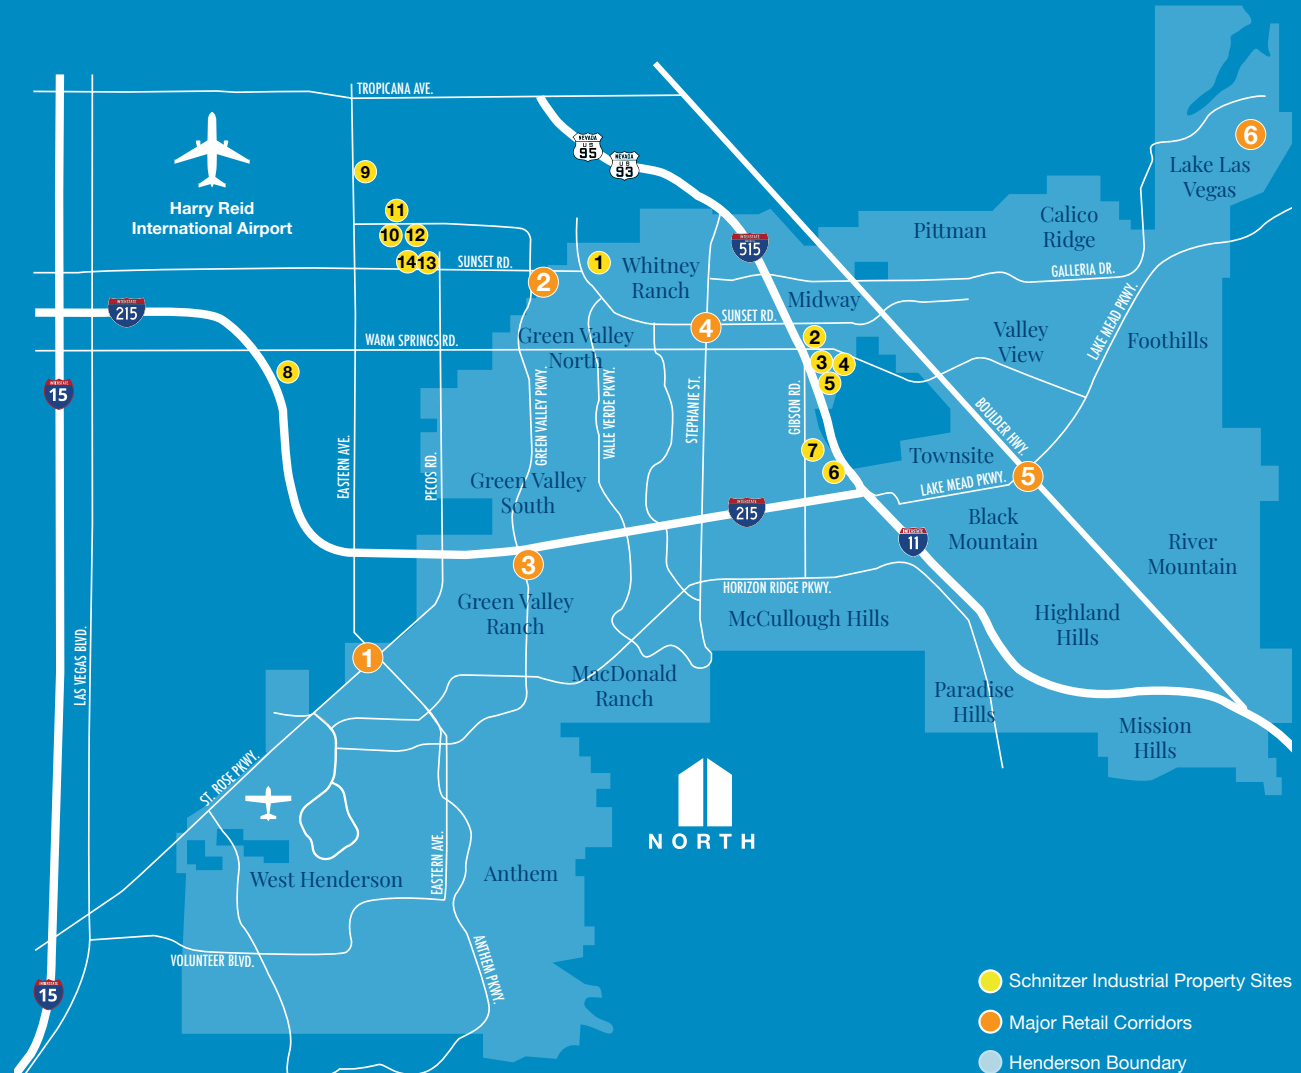 TROPICANA AVE.
NEVADA
U S
95
NEVADA
U S
93
6
Lake Las
Vegas
9
Harry Reid
International Airport
11
10
12
14
13
SUNSET RD.
1
2
Whitney
Ranch
INTERSTATE
515
Pittman
Calico
Ridge
GALLERIA DR.
LAKE MEAD PKWY.
Midway
INTERSTATE
215
4
SUNSET RD.
WARM SPRINGS RD.
Green Valley
North
2
3
4
5
Valley
View
Foothills
8
INTERSTATE
15
EASTERN AVE.
PECOS RD.
GREEN VALLEY PKWY.
VALLE VERDE PKWY.
STEPHANIE ST.
GIBSON RD.
BOULDER HWY.
7
6
Townsite
LAKE MEAD PKWY.
5
Green Valley
South
INTERSTATE
215
INTERSTATE
11
Black
Mountain
River
Mountain
3
Green Valley
Ranch
HORIZON RIDGE PKWY.
McCullough Hills
Highland
Hills
1
LAS VEGAS BLVD.
MacDonald
Ranch
Paradise
Hills
Mission
Hills
ST. ROSE PKWY.
NORTH
West Henderson
EASTERN AVE.
Anthem
VOLUNTEER BLVD.
ANTHEM PKWY.
INTERSTATE
15
Schnitzer Industrial Property Sites
Major Retail Corridors
Henderson Boundary